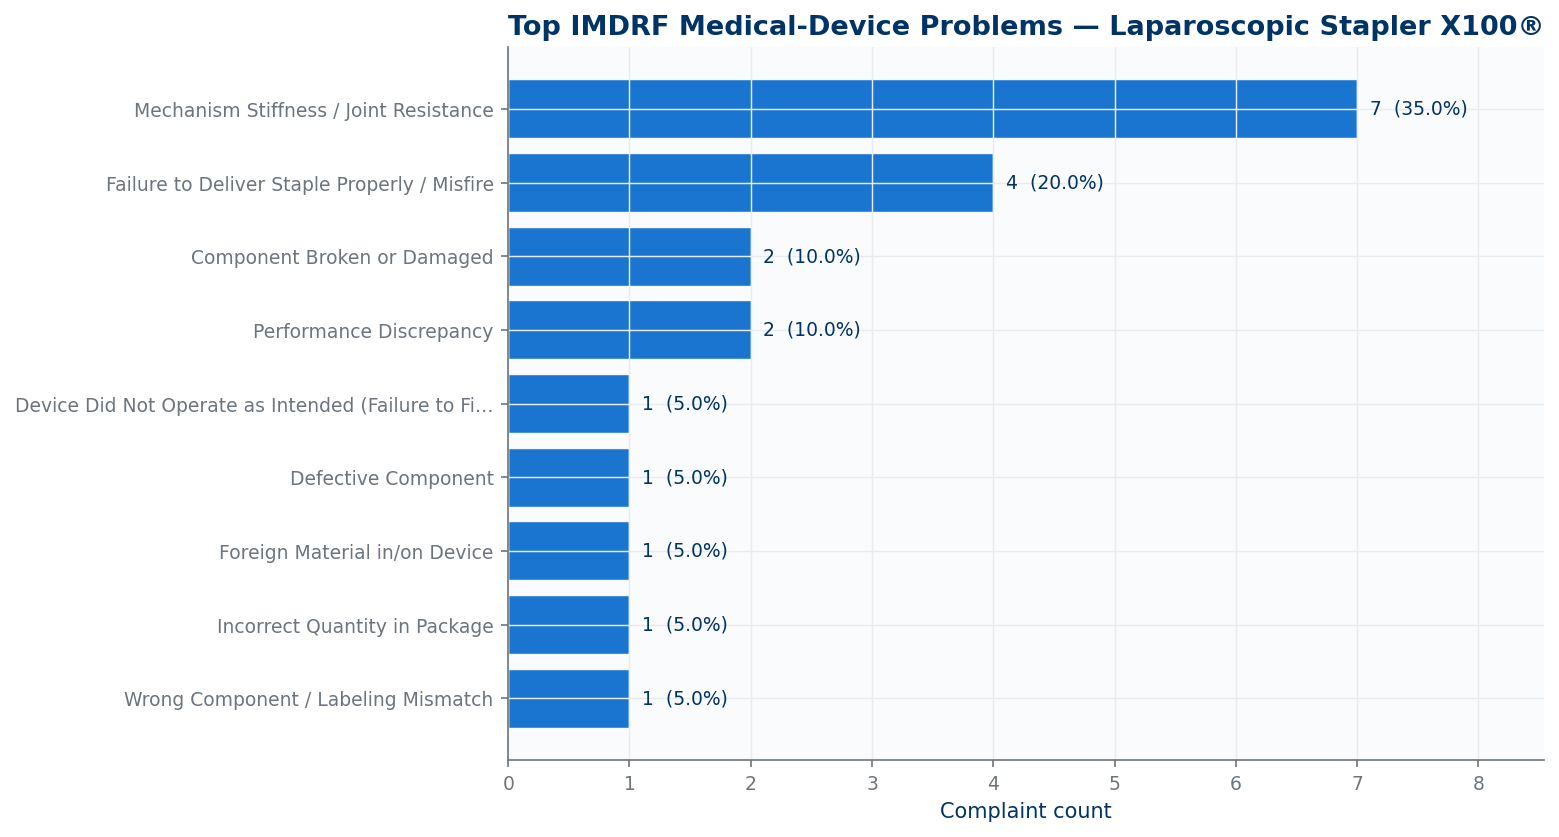 Top IMDRF Medical-Device Problems — Laparoscopic Stapler X100®
Mechanism Stiffness / Joint Resistance
7 (35.0%)
Failure to Deliver Staple Properly / Misfire
4 (20.0%)
Component Broken or Damaged
2 (10.0%)
Performance Discrepancy
2 (10.0%)
Device Did Not Operate as Intended (Failure to Fi…
1 (5.0%)
Defective Component
1 (5.0%)
Foreign Material in/on Device
1 (5.0%)
Incorrect Quantity in Package
1 (5.0%)
Wrong Component / Labeling Mismatch
1 (5.0%)
0 1 2 3 4 5 6 7 8
Complaint count